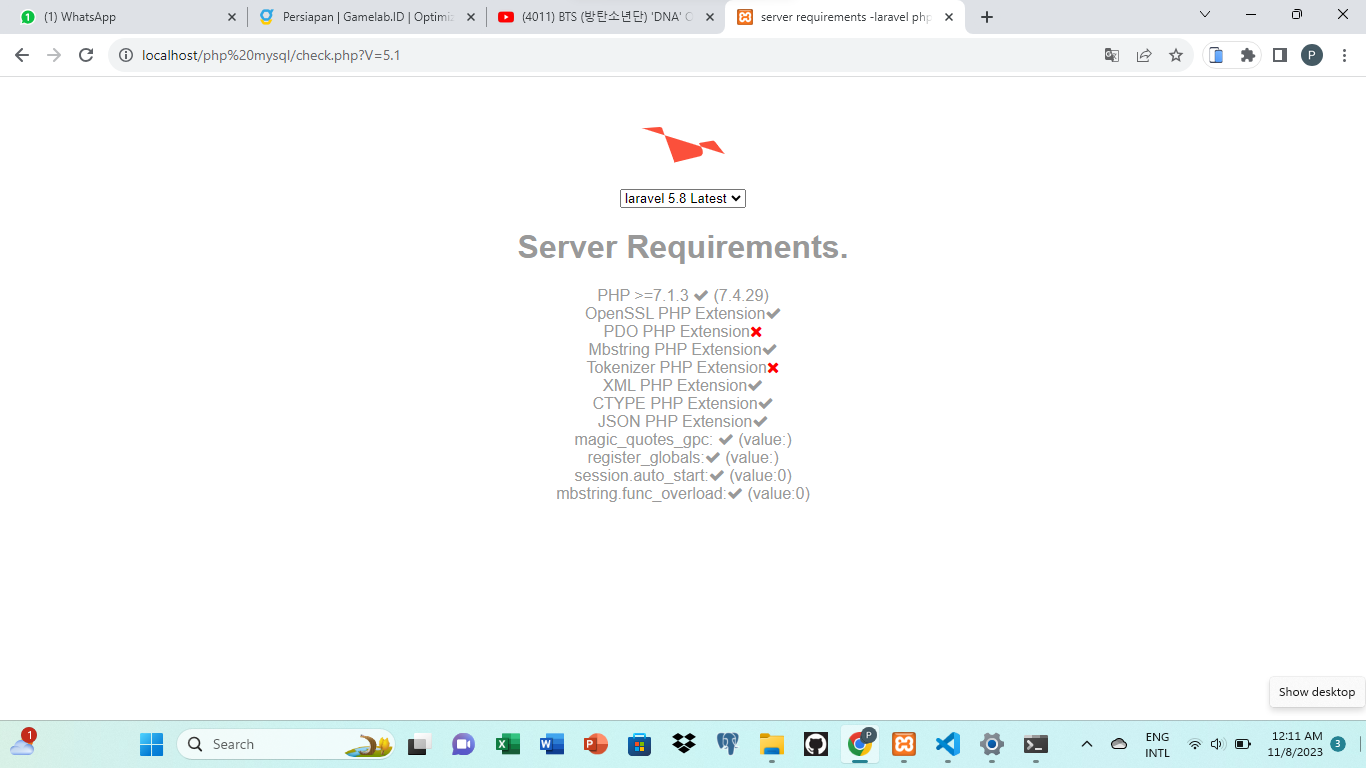 (1) WhatsApp
Persiapan | Gamelab.ID | Optimiz
(4011) BTS (방탄소년단) 'DNA' O
server requirements -laravel php
localhost/php%20mysql/check.php?V=5.1
P
laravel 5.8 Latest
Server Requirements.
PHP >=7.1.3 ✔ (7.4.29)
OpenSSL PHP Extension✔
PDO PHP Extension✖
Mbstring PHP Extension✔
Tokenizer PHP Extension✖
XML PHP Extension✔
CTYPE PHP Extension✔
JSON PHP Extension✔
magic_quotes_gpc: ✔ (value:)
register_globals:✔ (value:)
session.auto_start:✔ (value:0)
mbstring.func_overload:✔ (value:0)
Show desktop
1
Search
P
ENG
INTL
12:11 AM
11/8/2023
3